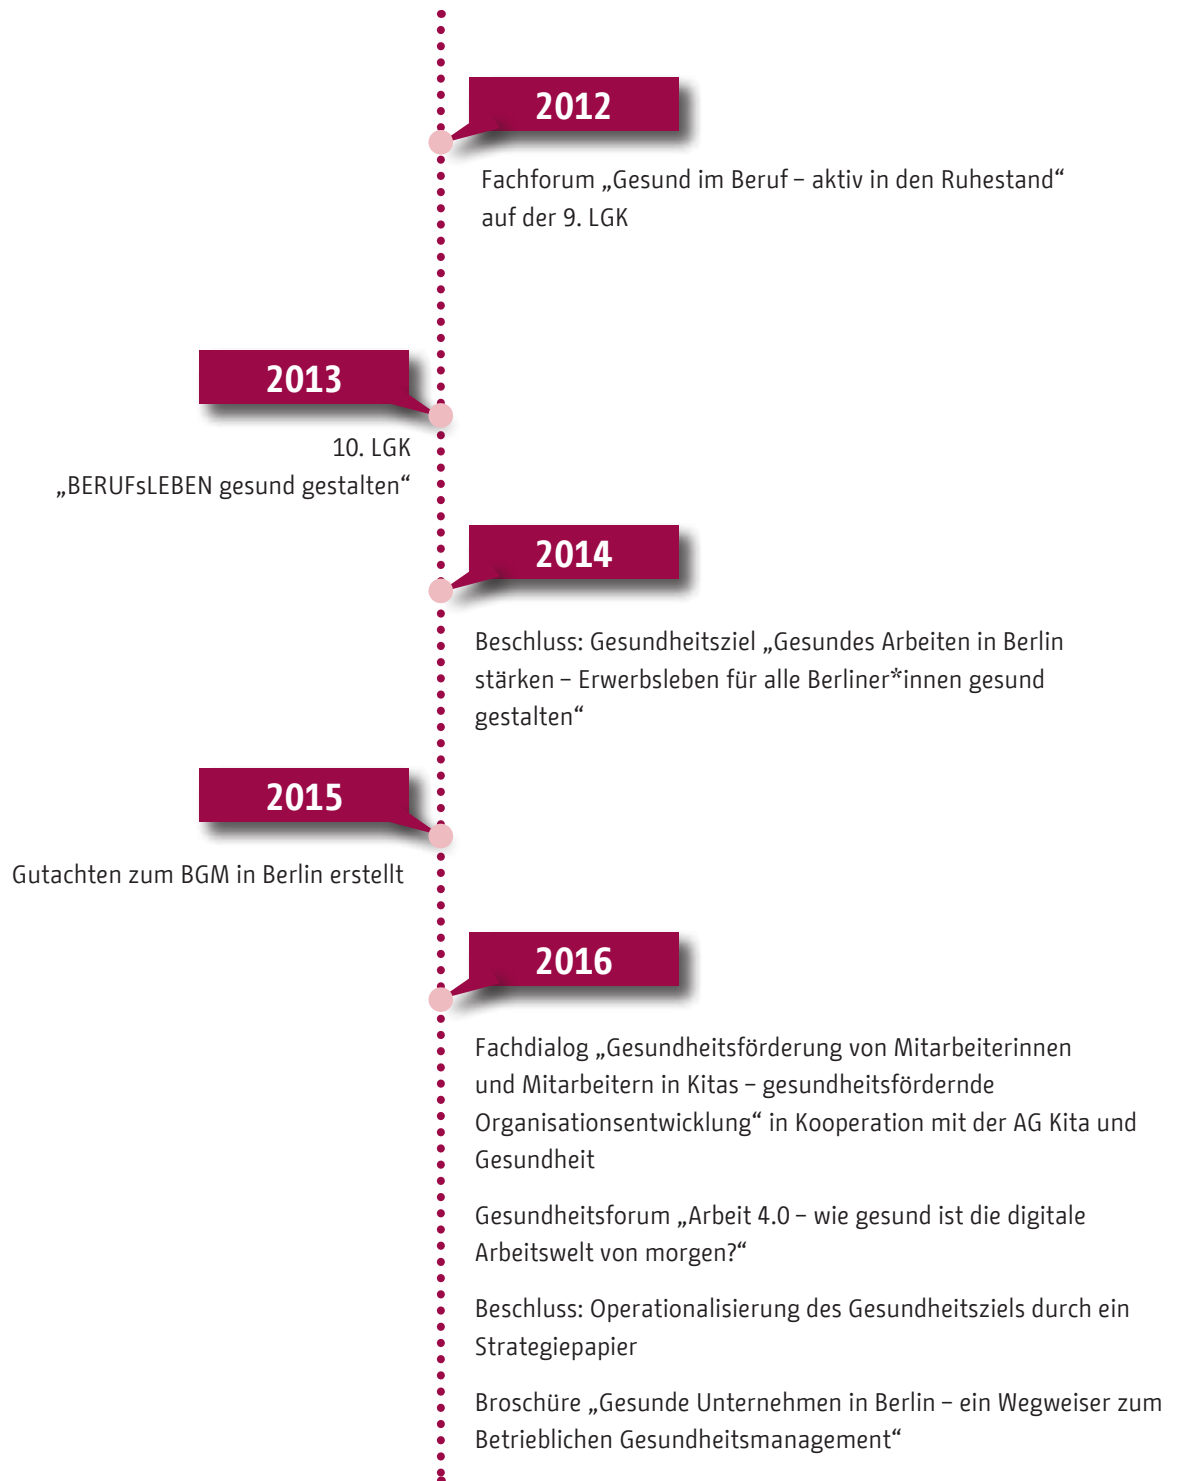 2012
Fachforum „Gesund im Beruf – aktiv in den Ruhestand“
auf der 9. LGK
2013
10. LGK
„BERUFsLEBEN gesund gestalten“
2014
Beschluss: Gesundheitsziel „Gesundes Arbeiten in Berlin
stärken – Erwerbsleben für alle Berliner*innen gesund
gestalten“
2015
Gutachten zum BGM in Berlin erstellt
2016
Fachdialog „Gesundheitsförderung von Mitarbeiterinnen
und Mitarbeitern in Kitas – gesundheitsfördernde
Organisationsentwicklung“ in Kooperation mit der AG Kita und
Gesundheit
Gesundheitsforum „Arbeit 4.0 – wie gesund ist die digitale
Arbeitswelt von morgen?“
Beschluss: Operationalisierung des Gesundheitsziels durch ein
Strategiepapier
Broschüre „Gesunde Unternehmen in Berlin – ein Wegweiser zum
Betrieblichen Gesundheitsmanagement“